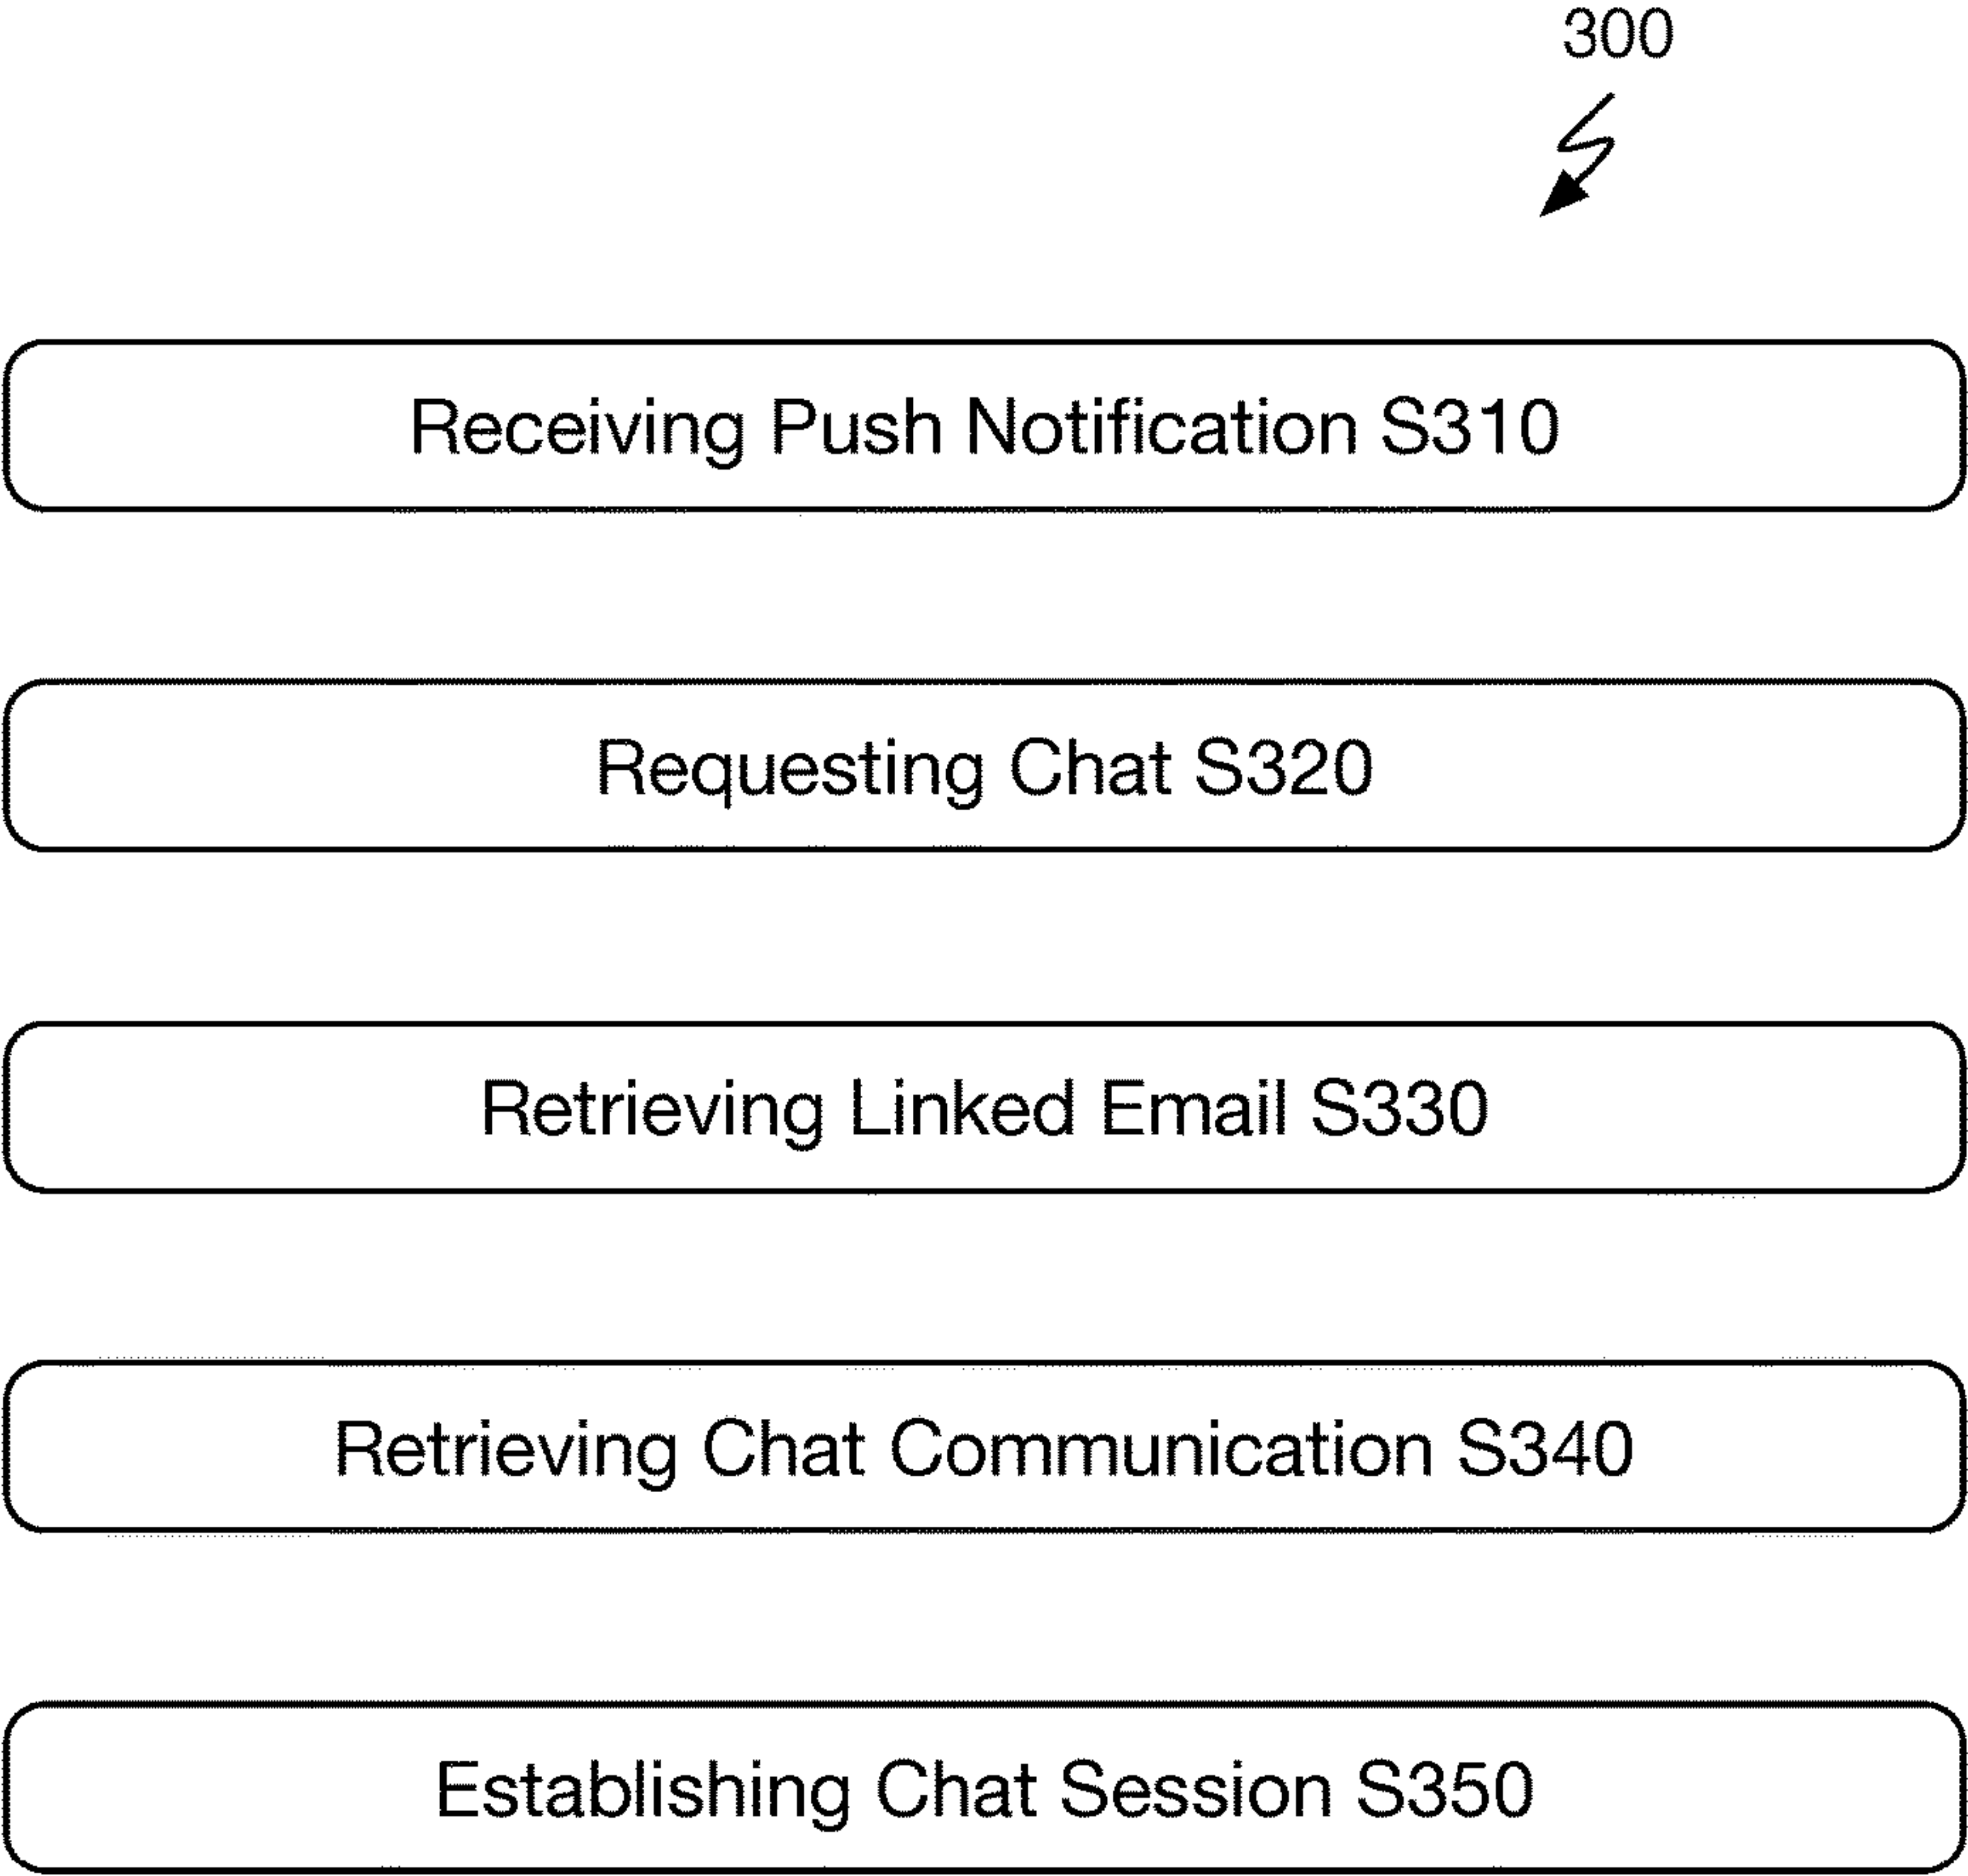 300
Receiving Push Notification S310
Requesting Chat S320
Retrieving Linked Email S330
Retrieving Chat Communication S340
Establishing Chat Session S350